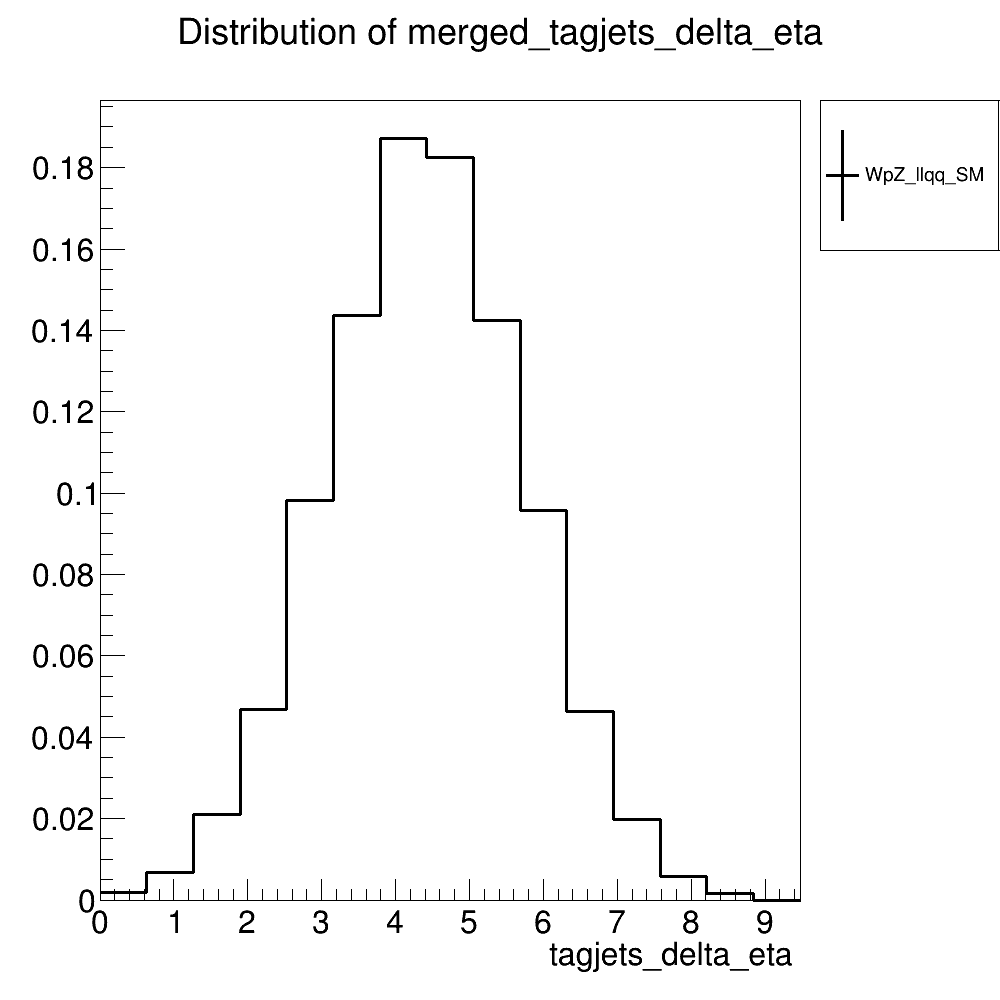 Distribution of merged_tagjets_delta_eta
WpZ_llqq_SM
0.18
0.16
0.14
0.12
0.1
0.08
0.06
0.04
0.02
0
0 1 2 3 4 5 6 7 8 9
tagjets_delta_eta